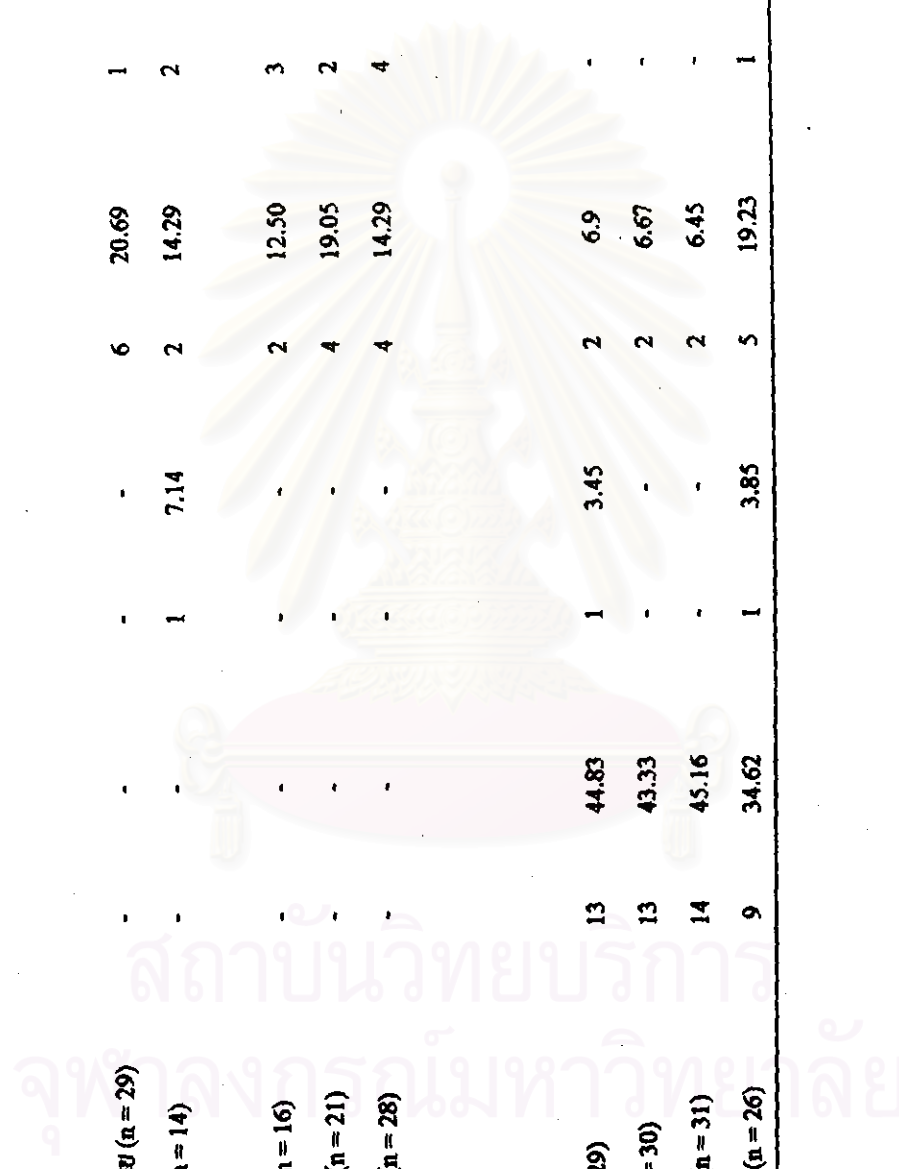 (n = 29) - - - - 6 20.69 1
n = 14) - - 1 7.14 2 14.29 2
n = 16) - - - - 2 12.50 3
(n = 21) - - - - 4 19.05 2
(n = 28) - - - - 4 14.29 4
29) 13 44.83 1 3.45 2 6.9 -
= 30) 13 43.33 - - 2 6.67 -
n = 31) 14 45.16 - - 2 6.45 -
(n = 26) 9 34.62 1 3.85 5 19.23 1
สถาบันวิทยบริการ
จุฬาลงกรณ์มหาวิทยาลัย